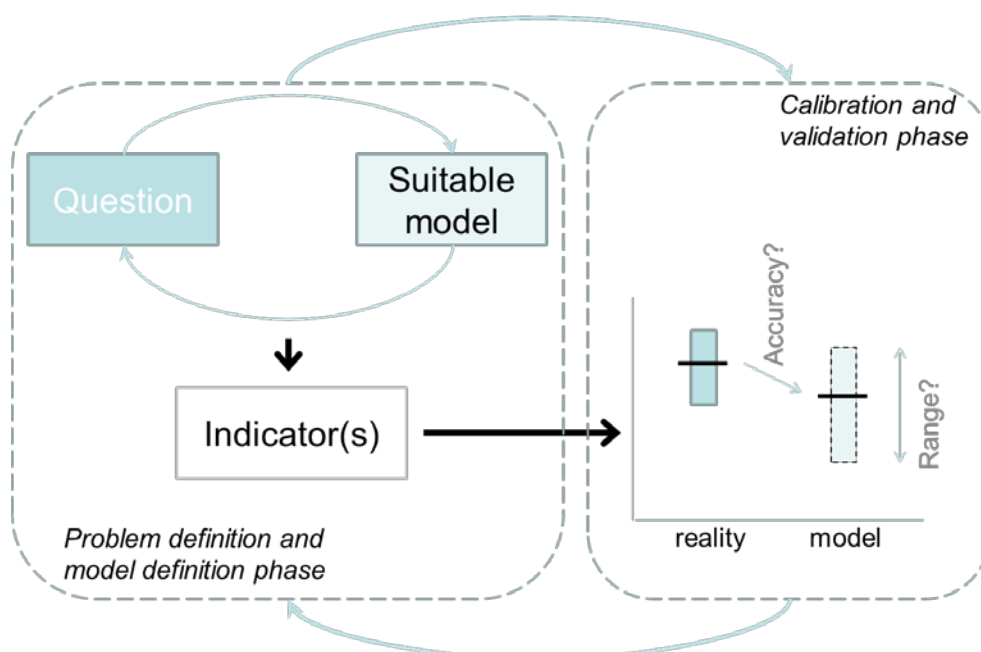 Calibration and
validation phase
Question
Suitable
model
Accuracy?
Range?
Indicator(s)
reality
model
Problem definition and
model definition phase